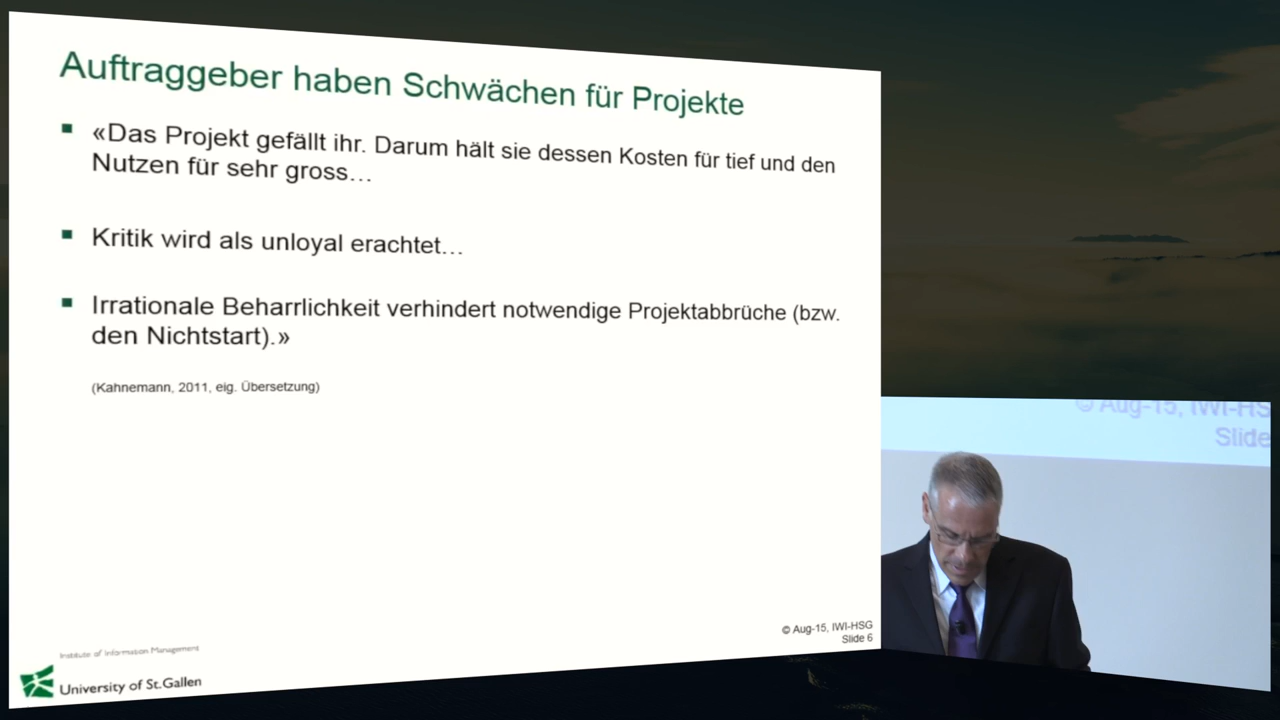 Auftraggeber haben Schwächen für Projekte
«Das Projekt gefällt ihr. Darum hält sie dessen Kosten für tief und den
Nutzen für sehr gross…
Kritik wird als unloyal erachtet…
Irrationale Beharrlichkeit verhindert notwendige Projektabbrüche (bzw.
den Nichtstart).»
(Kahnemann, 2011, eig. Übersetzung)
© Aug-15, IWI-HS
Slide
© Aug-15, IWI-HSG
Slide 6
Institute of Information Management
University of St.Gallen